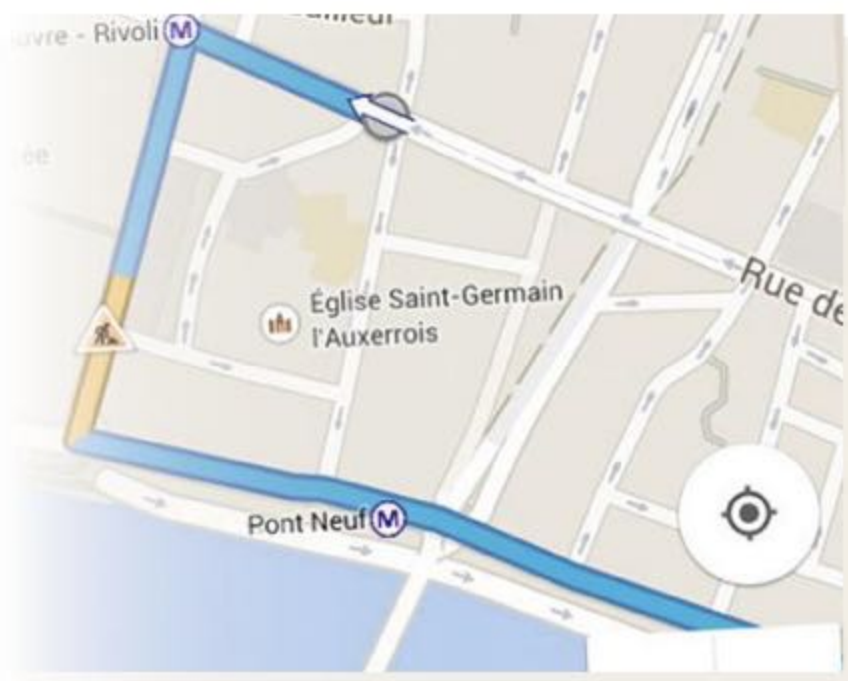 uvre - Rivoli M
Église Saint-Germain
l'Auxerrois
Rue de
Pont Neuf M